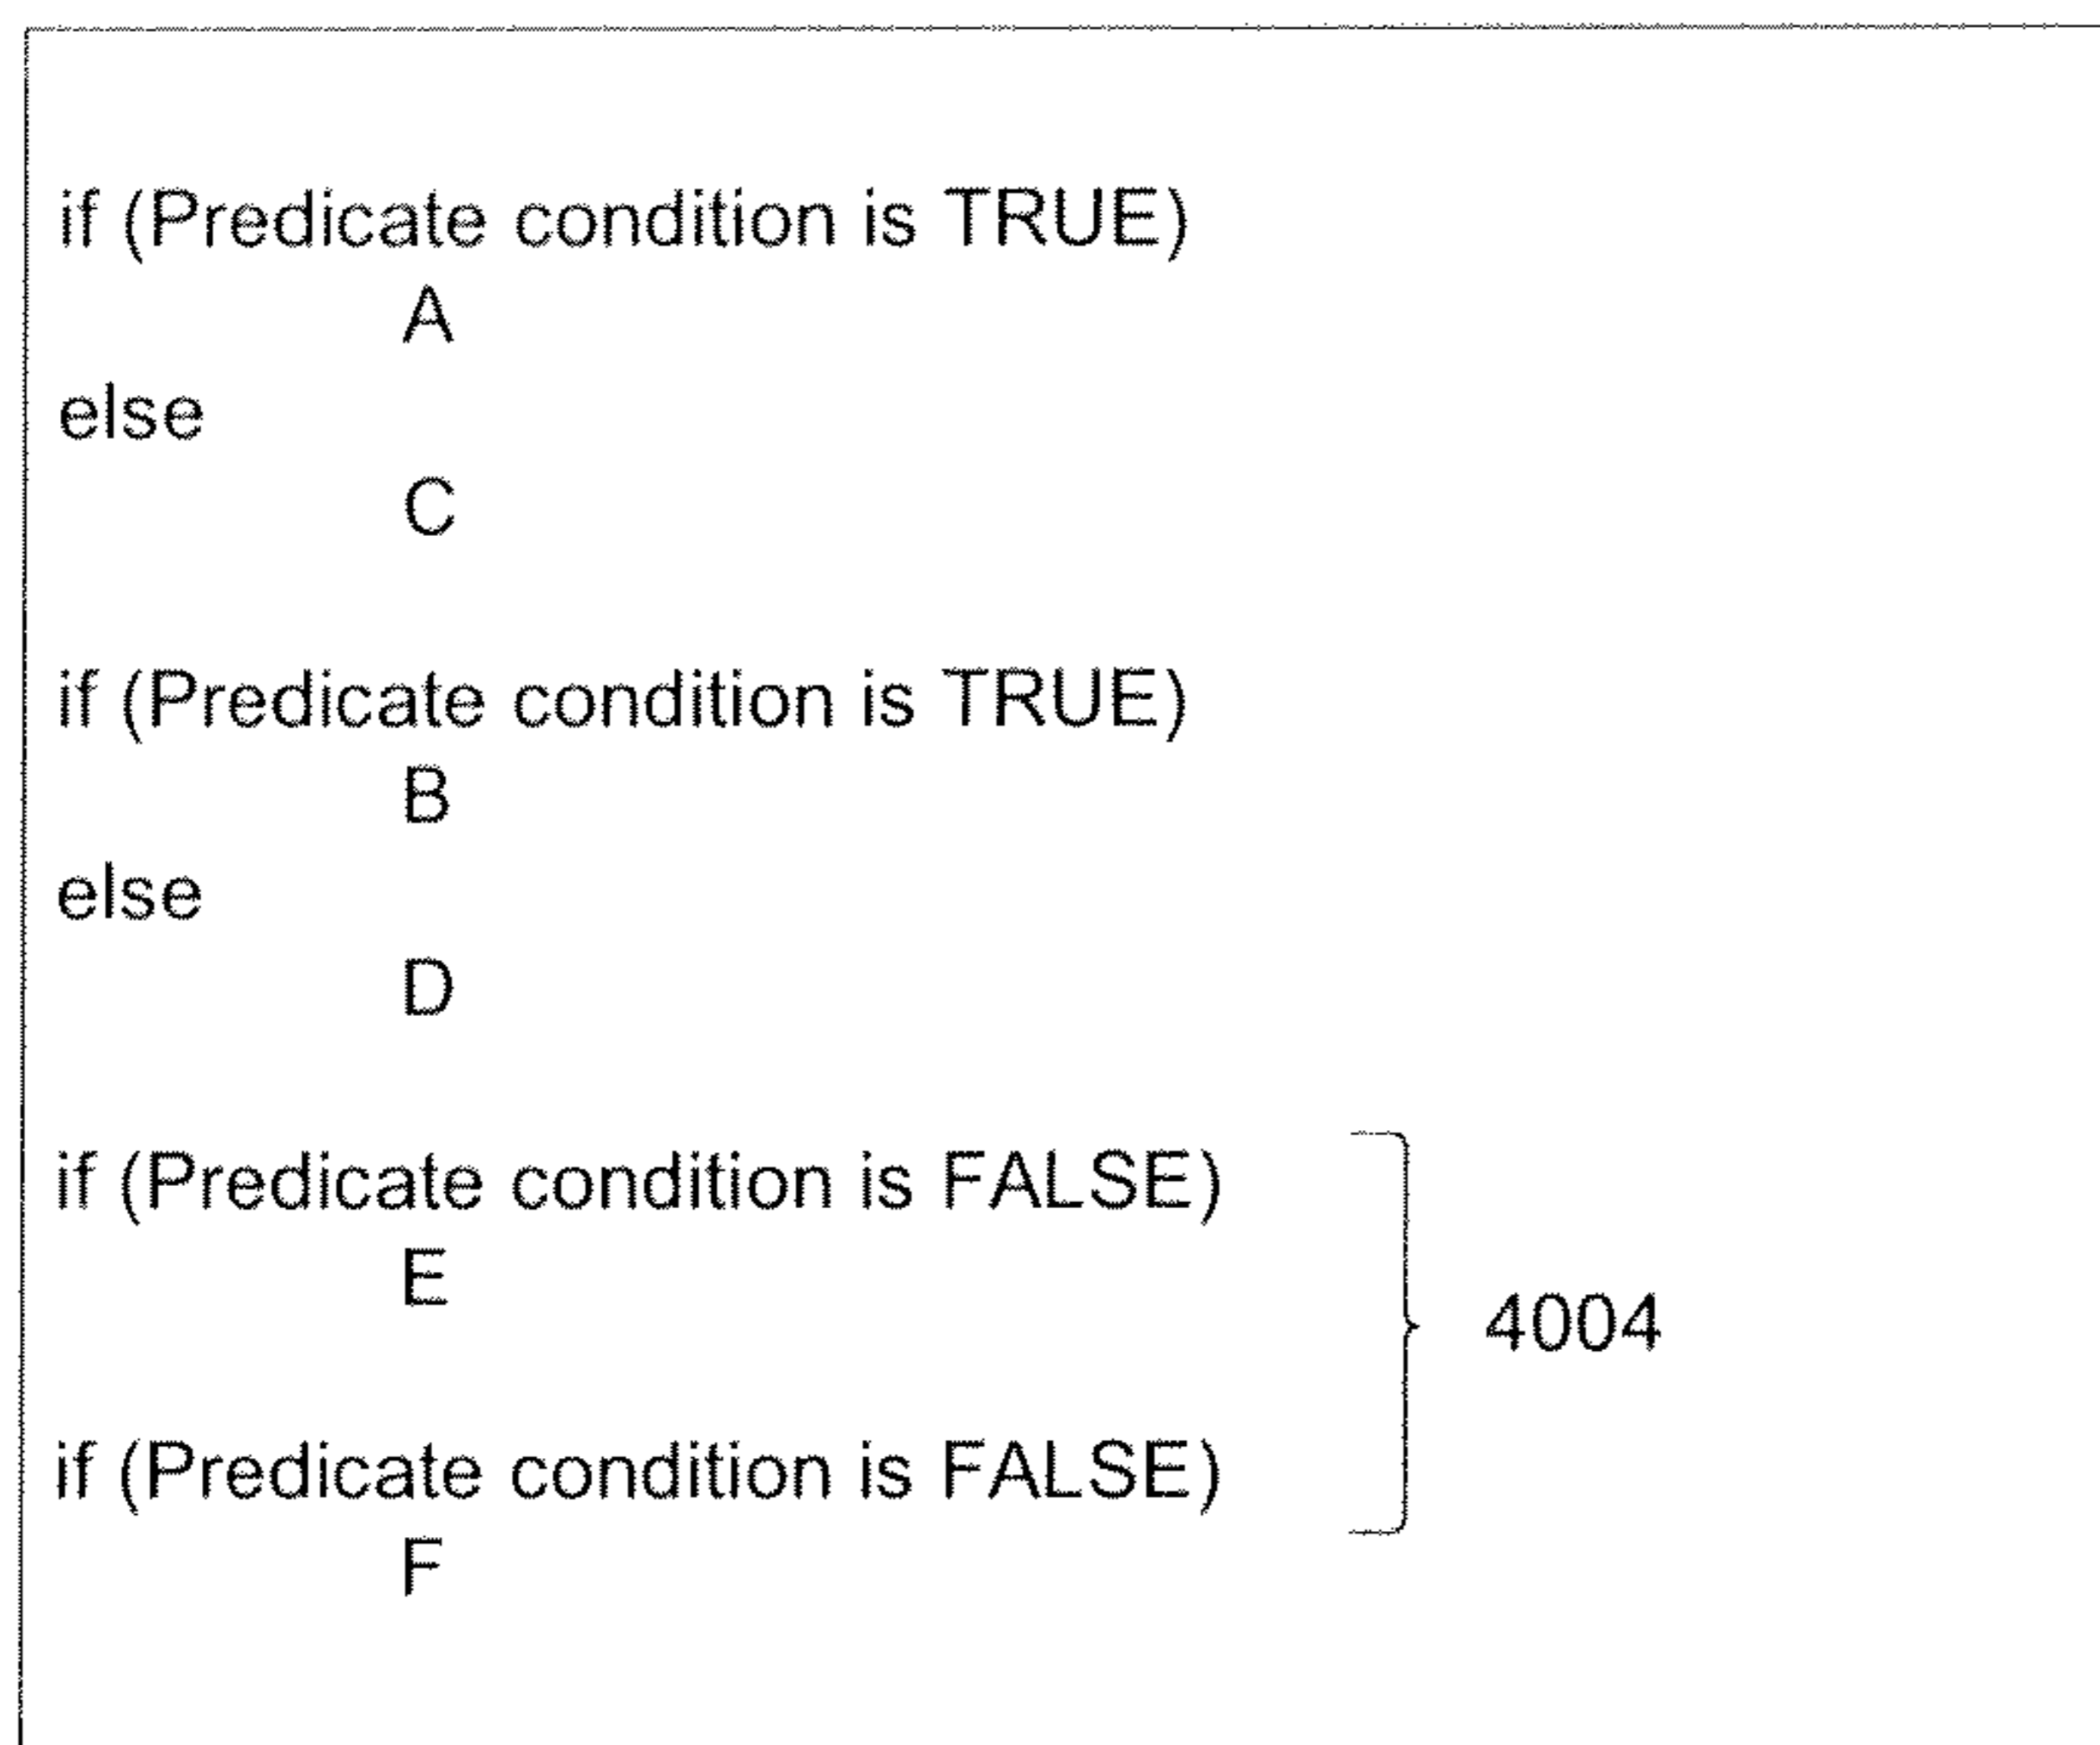 if (Predicate condition is TRUE)
A
else
C
if (Predicate condition is TRUE)
B
else
D
if (Predicate condition is FALSE)
E
4004
if (Predicate condition is FALSE)
F